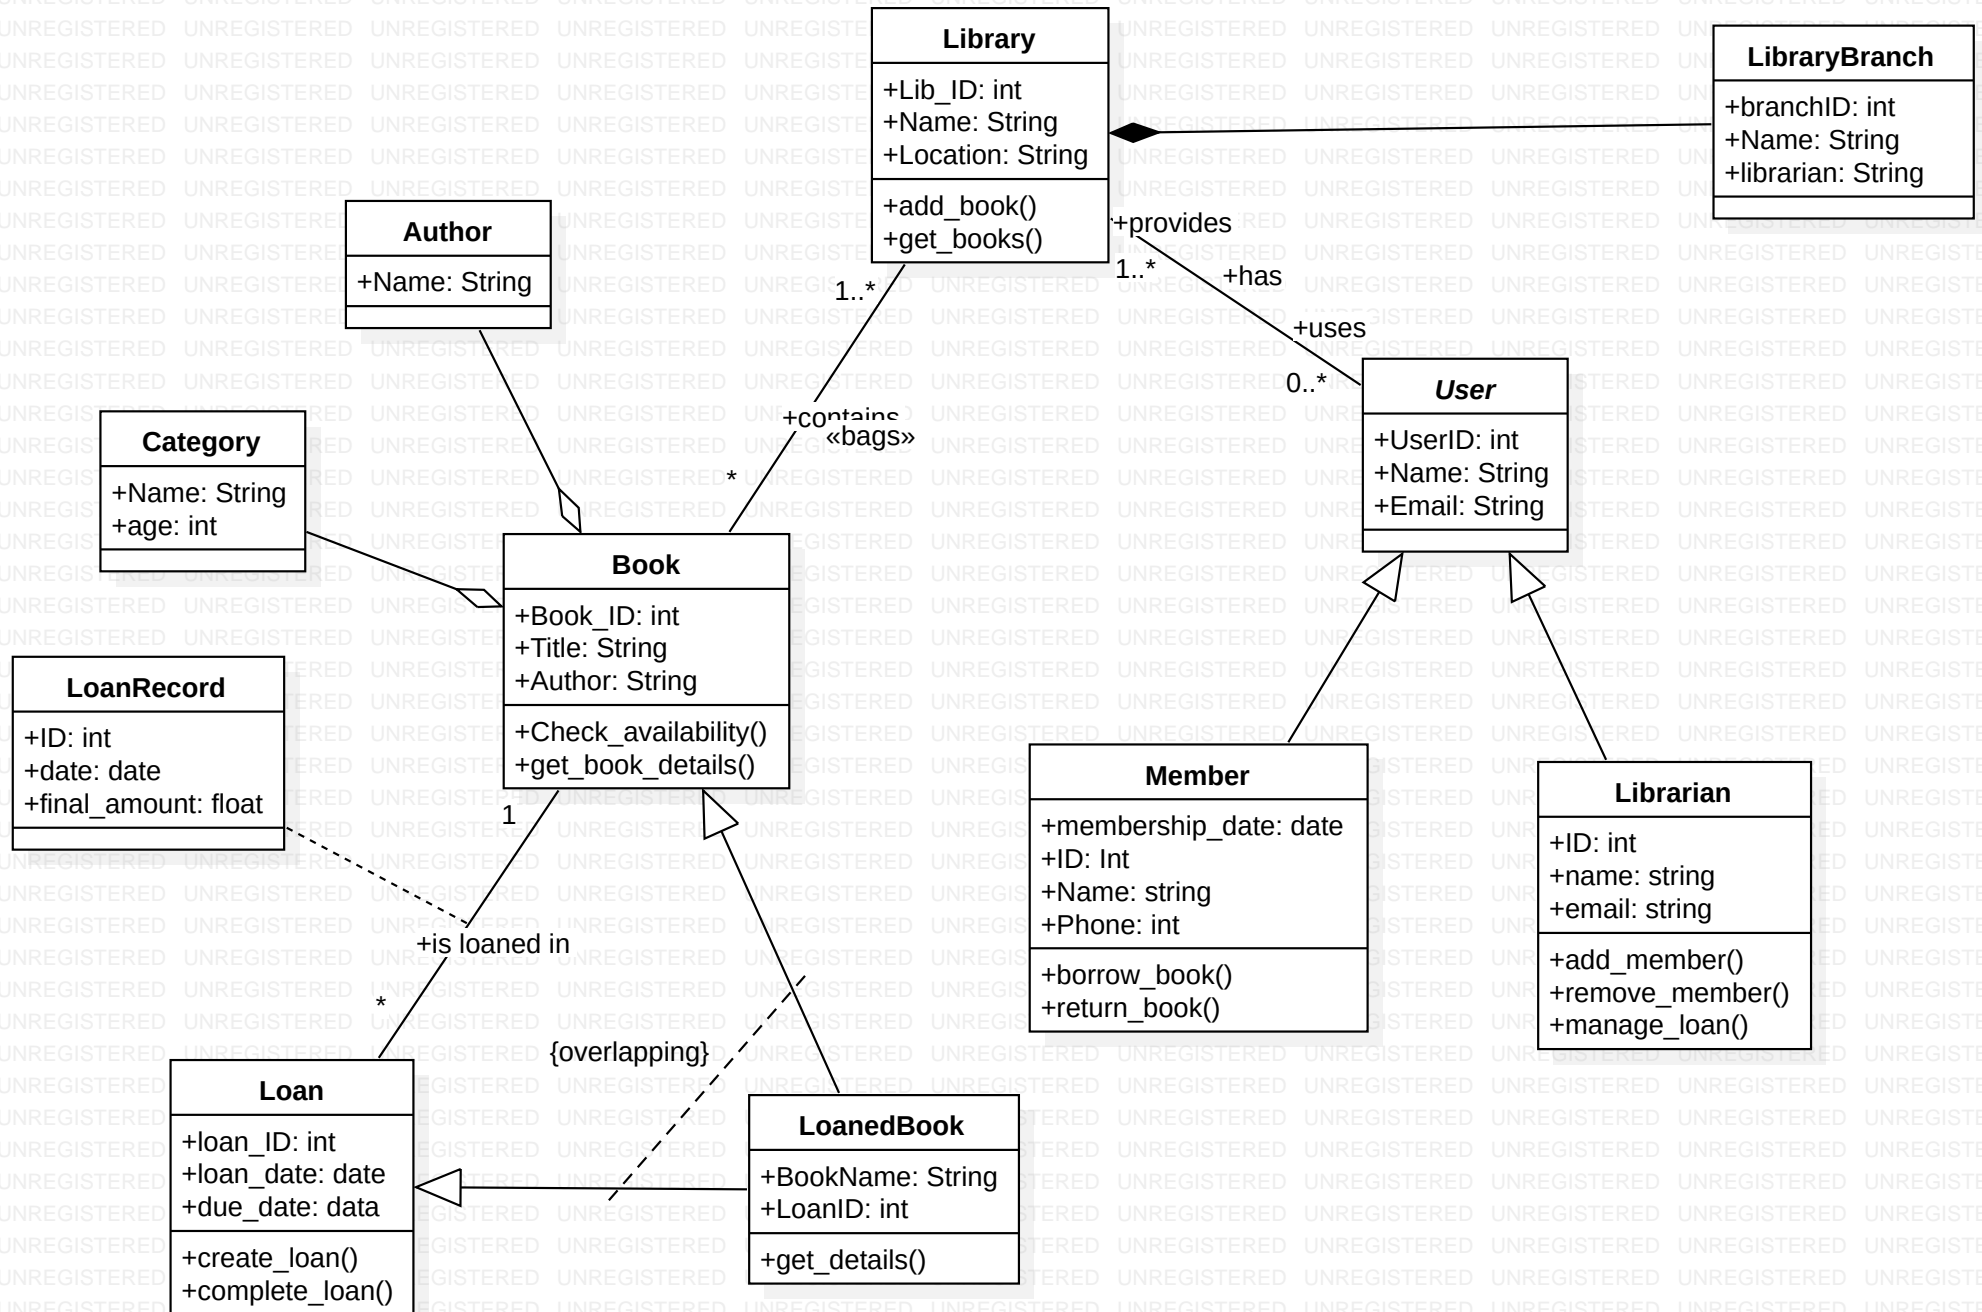 Library
+Lib_ID: int
+Name: String
+Location: String
+add_book()
+get_books()
LibraryBranch
+branchID: int
+Name: String
+librarian: String
Author
+Name: String
+provides
1..*
+has
+uses
0..*
1..*
+contains
«bags»
*
User
+UserID: int
+Name: String
+Email: String
Category
+Name: String
+age: int
Book
+Book_ID: int
+Title: String
+Author: String
+Check_availability()
+get_book_details()
LoanRecord
+ID: int
+date: date
+final_amount: float
1
+is loaned in
*
Member
+membership_date: date
+ID: Int
+Name: string
+Phone: int
+borrow_book()
+return_book()
Librarian
+ID: int
+name: string
+email: string
+add_member()
+remove_member()
+manage_loan()
{overlapping}
Loan
+loan_ID: int
+loan_date: date
+due_date: data
+create_loan()
+complete_loan()
LoanedBook
+BookName: String
+LoanID: int
+get_details()
UNREGISTERED